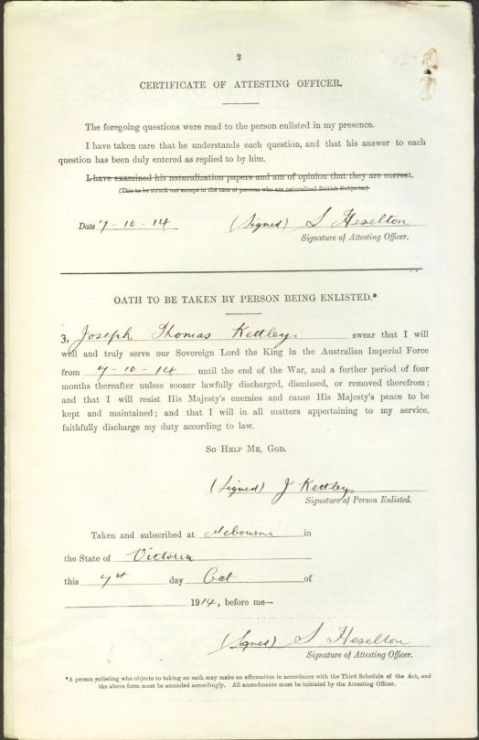 2
CERTIFICATE OF ATTESTING OFFICER.
The foregoing questions were read to the person enlisted in my presence.
I have taken care that he understands each question, and that his answer to each
question has been duly entered as replied to by him.
I have examined his naturalization papers and am of opinion that they are correct.
(This to be struck out except in the case of persons who are naturalized British Subjects.)
Date 7-10-14 (Signed) S Heselton
Signature of Attesting Officer.
OATH TO BE TAKEN BY PERSON BEING ENLISTED.*
I, Joseph Thomas Kettley swear that I will
well and truly serve our Sovereign Lord the King in the Australian Imperial Force
from 7-10-14 until the end of the War, and a further period of four
months thereafter unless sooner lawfully discharged, dismissed, or removed therefrom;
and that I will resist His Majesty's enemies and cause His Majesty's peace to be
kept and maintained; and that I will in all matters appertaining to my service,
faithfully discharge my duty according to law.
SO HELP ME, GOD.
(Signed) J Kettley
Signature of Person Enlisted.
Taken and subscribed at Melbourne in
the State of Victoria
this 7th day Oct of
1914, before me—
(Signed) S Heselton
Signature of Attesting Officer.
*A person enlisting who objects to taking an oath may make an affirmation in accordance with the Third Schedule of the Act, and
the above form must be amended accordingly. All amendments must be initialed by the Attesting Officer.